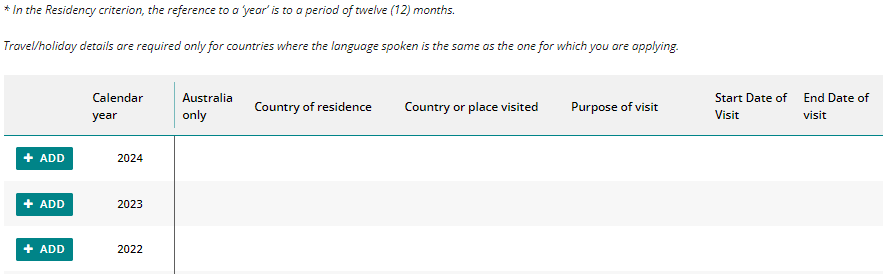 * In the Residency criterion, the reference to a 'year' is to a period of twelve (12) months.
Travel/holiday details are required only for countries where the language spoken is the same as the one for which you are applying.
Calendar year Australia only Country of residence Country or place visited Purpose of visit Start Date of Visit End Date of visit
+ ADD 2024
+ ADD 2023
+ ADD 2022